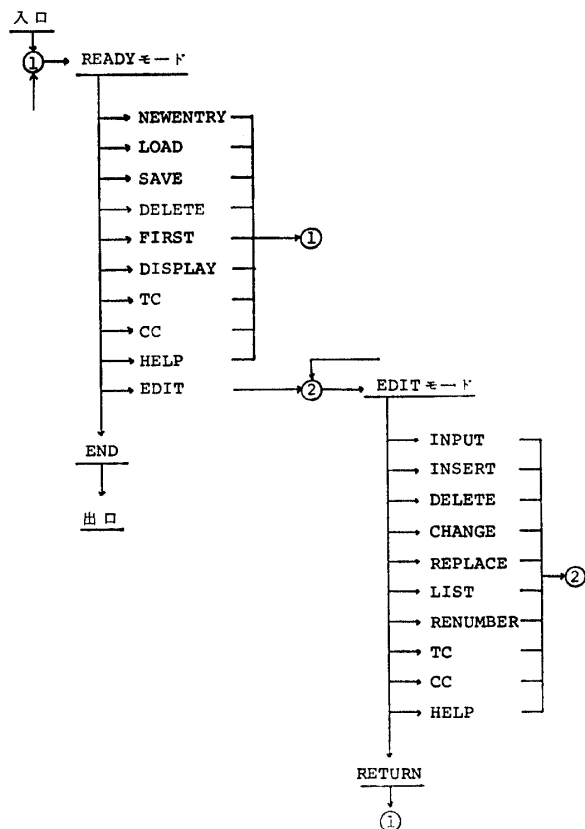 入口
① READYモード
NEWENTRY
LOAD
SAVE
DELETE
FIRST ①
DISPLAY
TC
CC
HELP
EDIT ② EDITモード
END
出口
INPUT
INSERT
DELETE
CHANGE
REPLACE
LIST ②
RENUMBER
TC
CC
HELP
RETURN
①